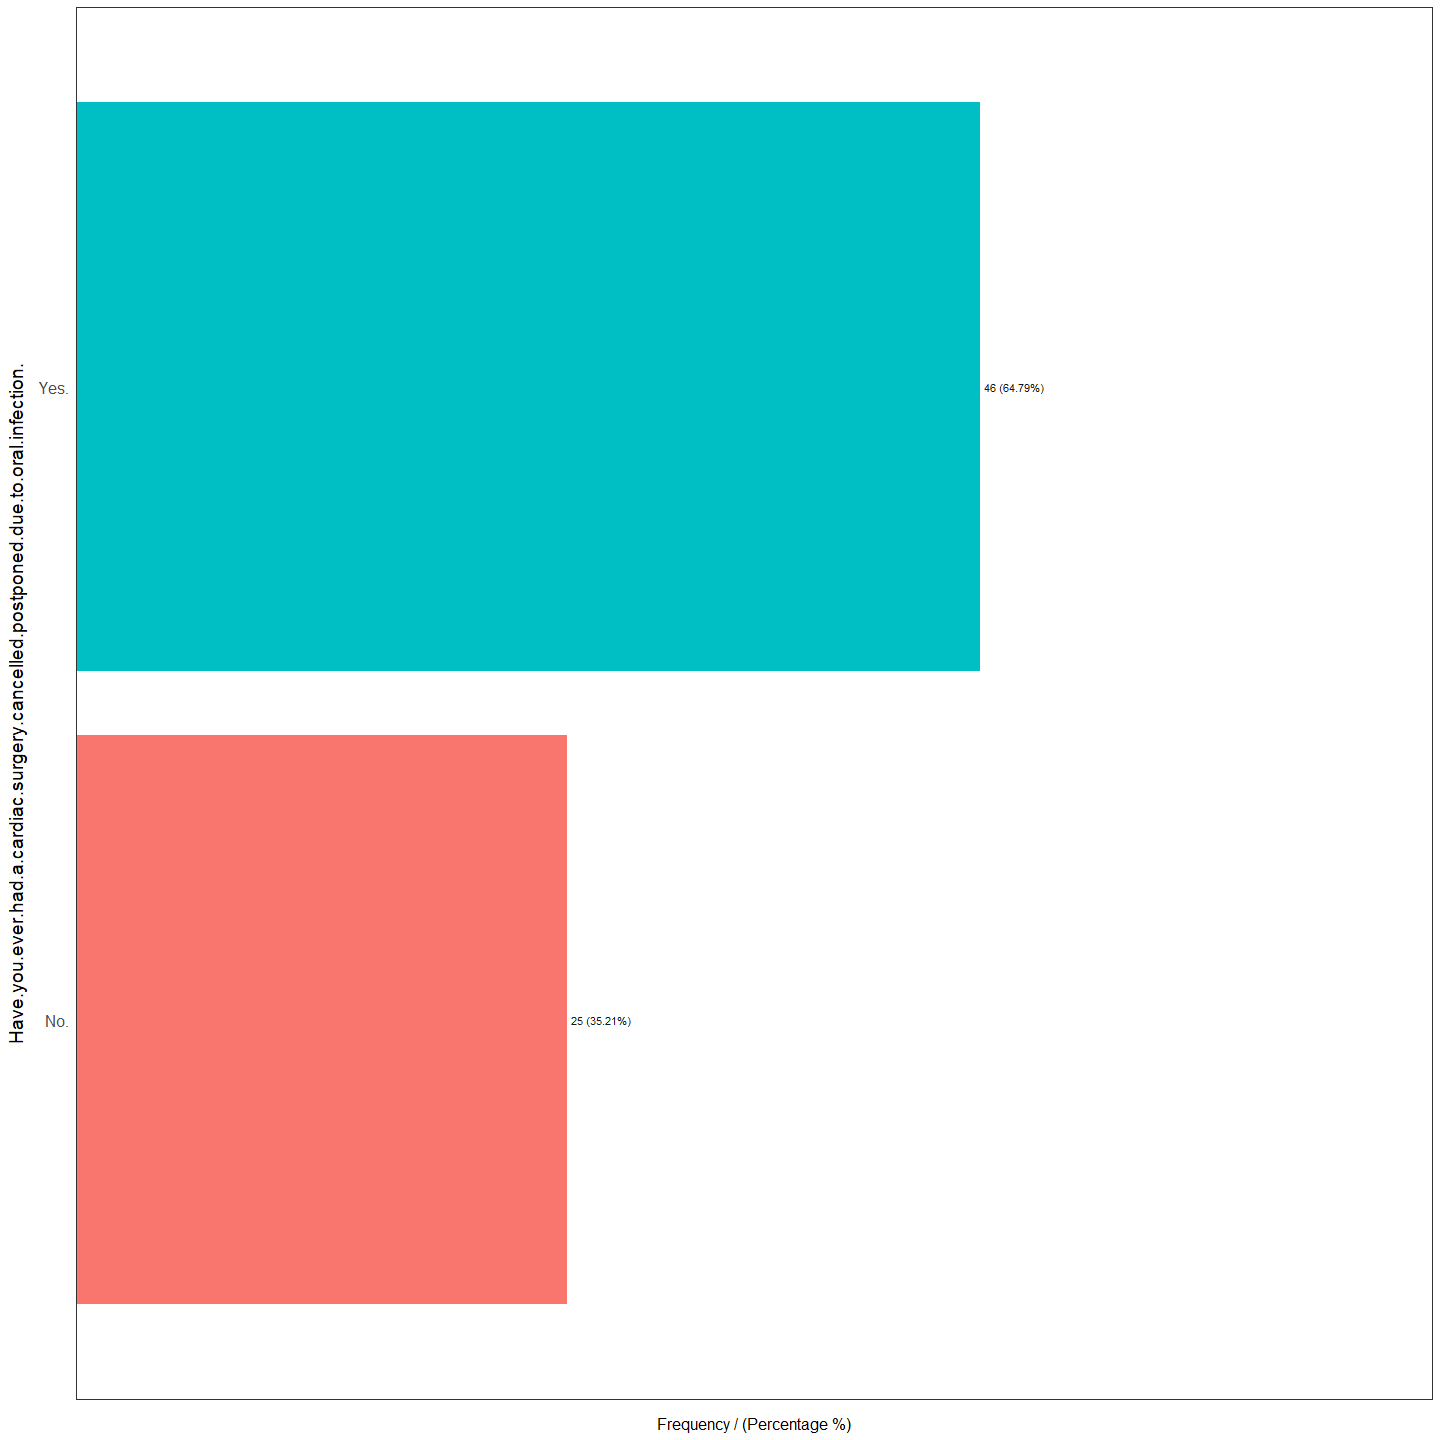 Have.you.ever.had.a.cardiac.surgery.cancelled.postponed.due.to.oral.infection.
Yes.
46 (64.79%)
No.
25 (35.21%)
Frequency / (Percentage %)